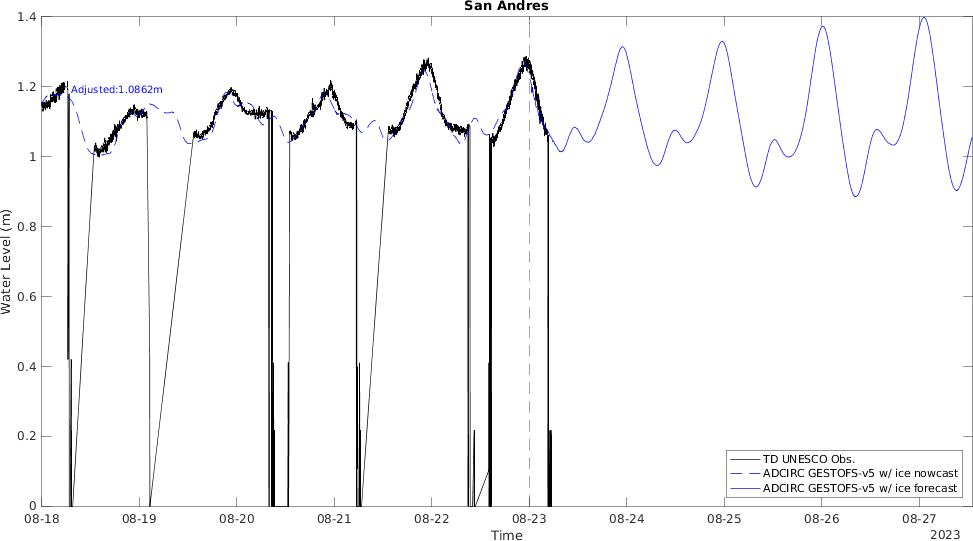 San Andres
1.4
1.2
1
0.8
0.6
0.4
0.2
0
Water Level (m)
Adjusted:1.0862m
TD UNESCO Obs.
ADCIRC GESTOFS-v5 w/ ice nowcast
ADCIRC GESTOFS-v5 w/ ice forecast
08-18 08-19 08-20 08-21 08-22 08-23 08-24 08-25 08-26 08-27
Time
2023